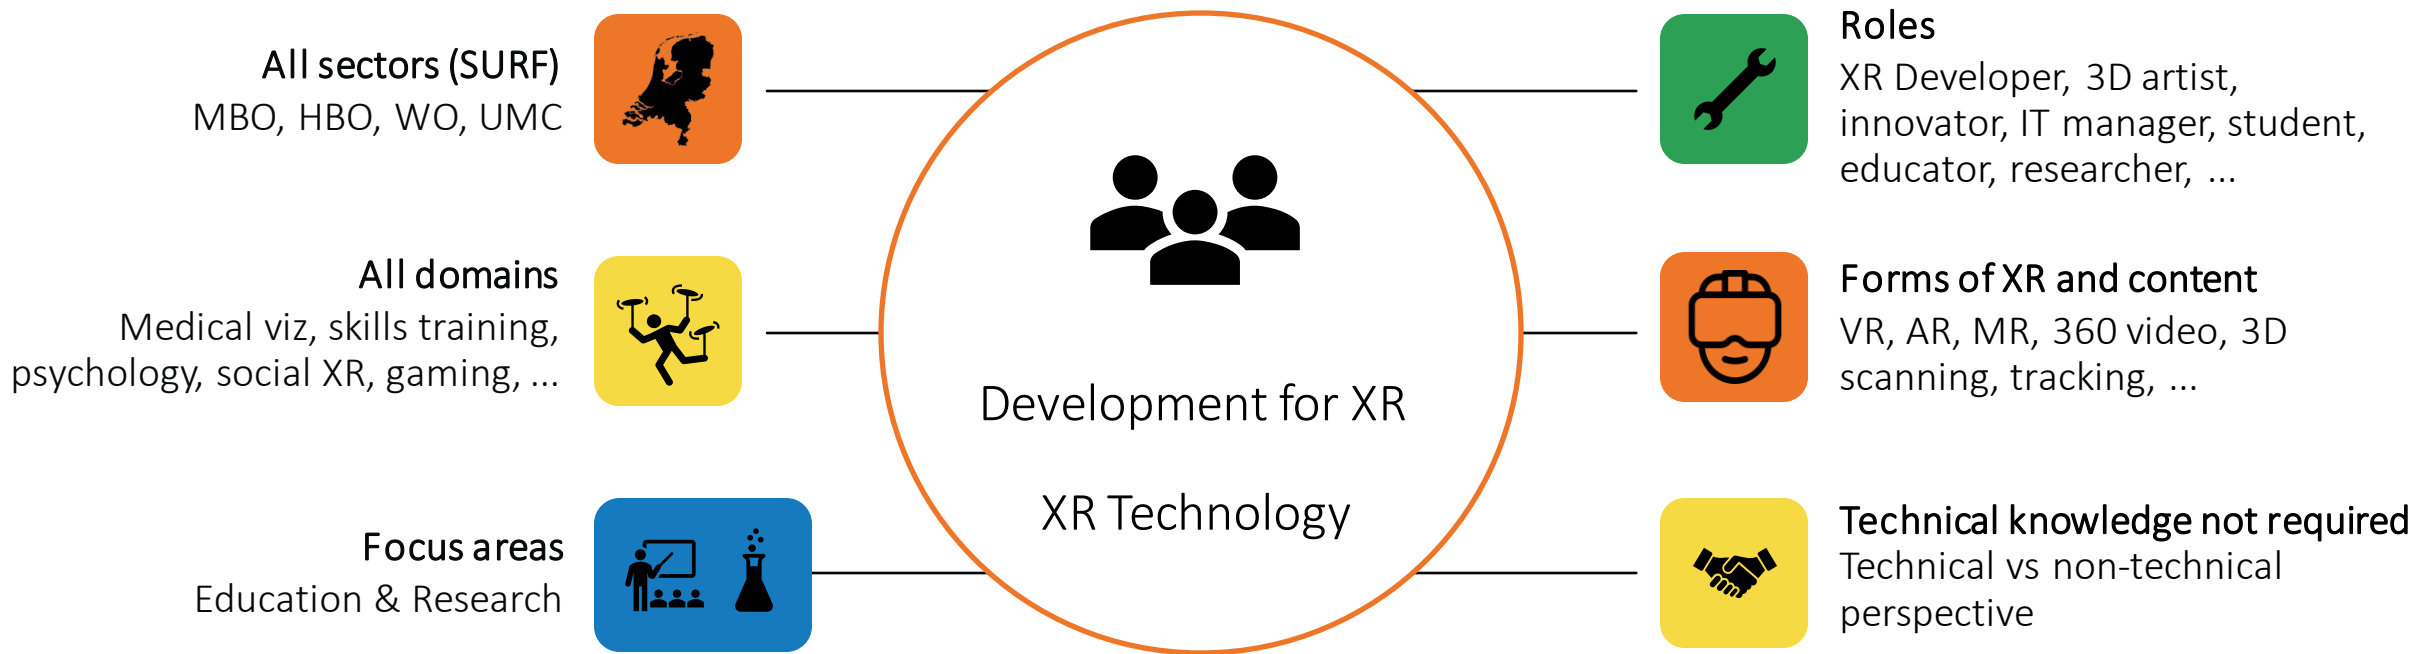 All sectors (SURF)
MBO, HBO, WO, UMC
All domains
Medical viz, skills training,
psychology, social XR, gaming, ...
Focus areas
Education & Research
Development for XR
XR Technology
Roles
XR Developer, 3D artist,
innovator, IT manager, student,
educator, researcher, ...
Forms of XR and content
VR, AR, MR, 360 video, 3D
scanning, tracking, ...
Technical knowledge not required
Technical vs non-technical
perspective